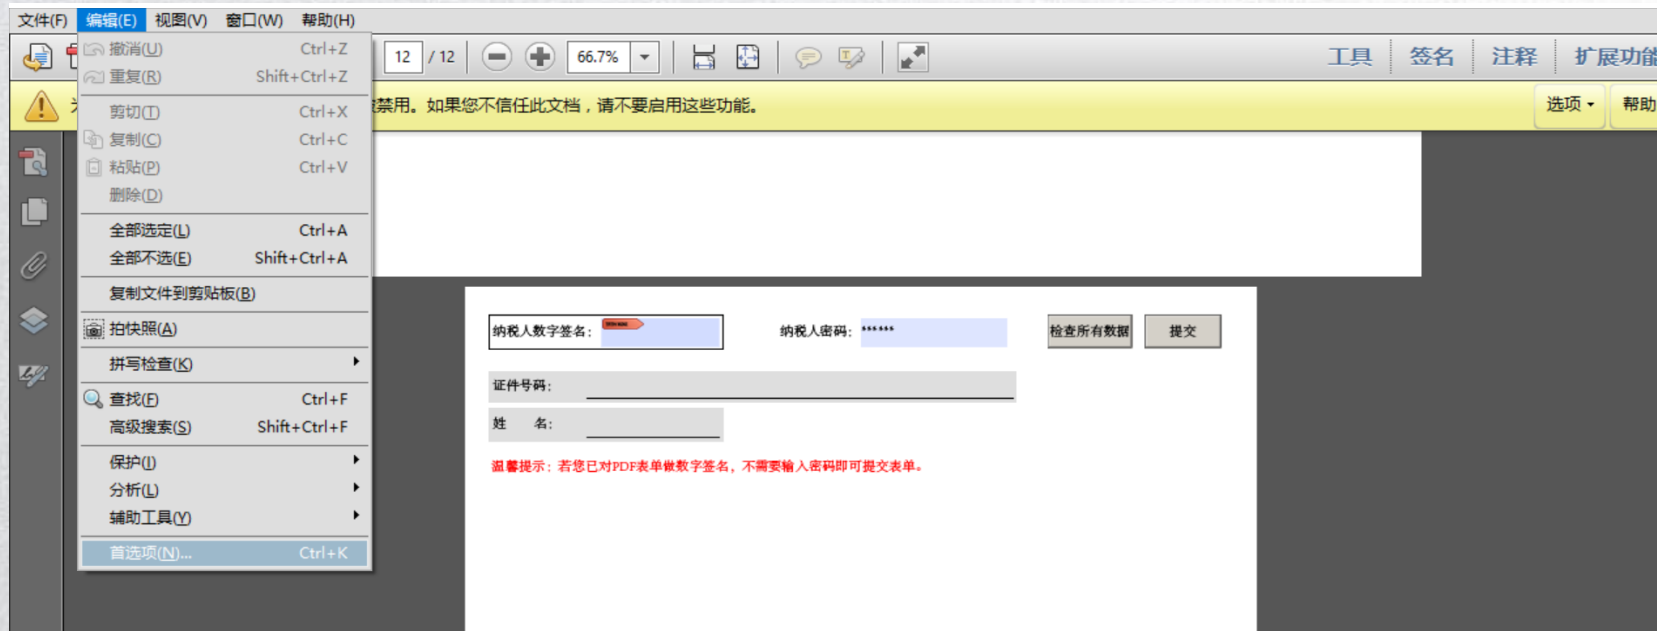 文件(F) 编辑(E) 视图(V) 窗口(W) 帮助(H)
12 / 12 66.7% 工具 签名 注释 扩展功能
禁用。如果您不信任此文档，请不要启用这些功能。 选项 帮助
撤消(U) Ctrl+Z
重复(R) Shift+Ctrl+Z
剪切(T) Ctrl+X
复制(C) Ctrl+C
粘贴(P) Ctrl+V
删除(D)
全部选定(L) Ctrl+A
全部不选(E) Shift+Ctrl+A
复制文件到剪贴板(B)
拍快照(A)
拼写检查(K)
查找(F) Ctrl+F
高级搜索(S) Shift+Ctrl+F
保护(I)
分析(L)
辅助工具(Y)
首选项(N)... Ctrl+K
纳税人数字签名： 纳税人密码： ****** 检查所有数据 提交
证件号码：
姓 名：
温馨提示：若您已对PDF表单做数字签名，不需要输入密码即可提交表单。